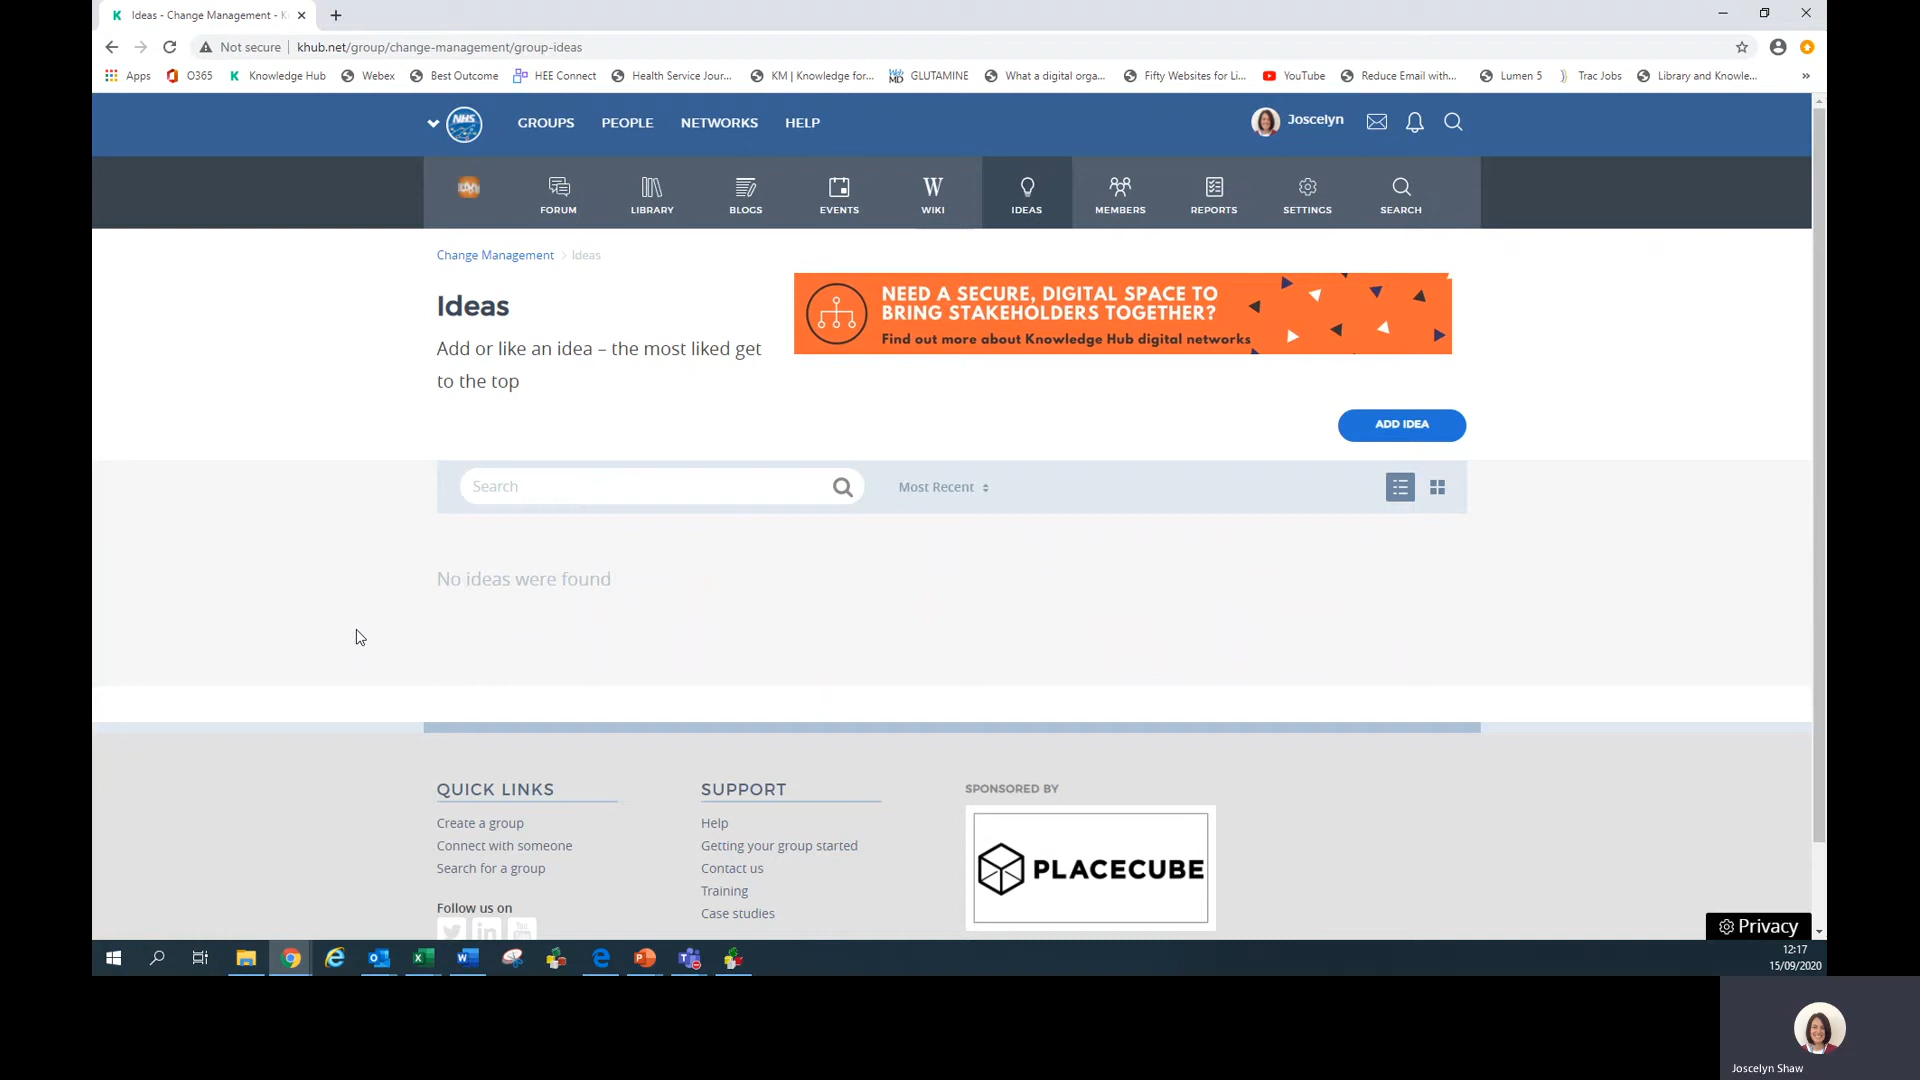 Ideas - Change Management - K
Not secure | khub.net/group/change-management/group-ideas
Apps O365 Knowledge Hub Webex Best Outcome HEE Connect Health Service Jour... KM | Knowledge for... GLUTAMINE What a digital orga... Fifty Websites for Li... YouTube Reduce Email with... Lumen 5 Trac Jobs Library and Knowle... »
NHS GROUPS PEOPLE NETWORKS HELP Joscelyn
FORUM LIBRARY BLOGS EVENTS WIKI IDEAS MEMBERS REPORTS SETTINGS SEARCH
Change Management > Ideas
Ideas
Add or like an idea – the most liked get
to the top
NEED A SECURE, DIGITAL SPACE TO
BRING STAKEHOLDERS TOGETHER?
Find out more about Knowledge Hub digital networks
ADD IDEA
Search Most Recent
No ideas were found
QUICK LINKS
Create a group
Connect with someone
Search for a group
Follow us on
SUPPORT
Help
Getting your group started
Contact us
Training
Case studies
SPONSORED BY
PLACECUBE
Privacy
12:17
15/09/2020
Joscelyn Shaw